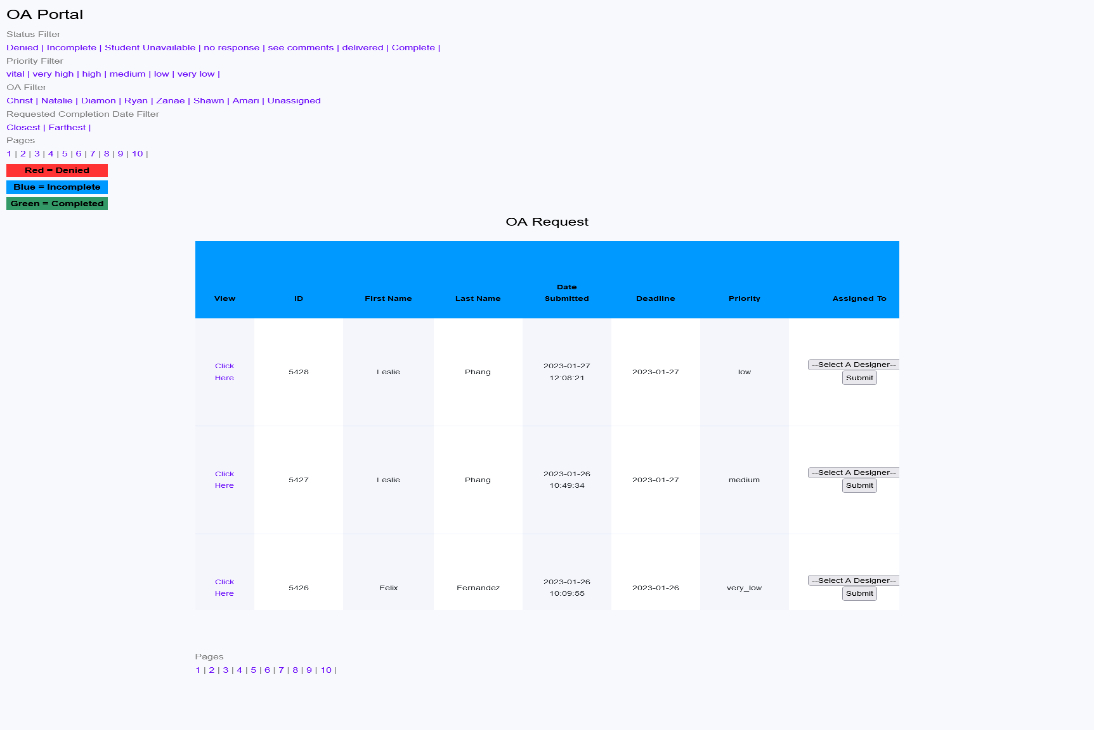 OA Portal
Status Filter
Denied | Incomplete | Student Unavailable | no response | see comments | delivered | Complete |
Priority Filter
vital | very high | high | medium | low | very low |
OA Filter
Christ | Natalie | Diamon | Ryan | Zanae | Shawn | Amari | Unassigned
Requested Completion Date Filter
Closest | Farthest |
Pages
1 | 2 | 3 | 4 | 5 | 6 | 7 | 8 | 9 | 10 |
Red = Denied
Blue = Incomplete
Green = Completed
OA Request
View ID First Name Last Name Date Submitted Deadline Priority Assigned To
Click Here 5428 Leslie Phang 2023-01-27 12:08:21 2023-01-27 low --Select A Designer--
Submit
Click Here 5427 Leslie Phang 2023-01-26 10:49:34 2023-01-27 medium --Select A Designer--
Submit
Click Here 5426 Felix Fernandez 2023-01-26 10:09:55 2023-01-26 very_low --Select A Designer--
Submit
Pages
1 | 2 | 3 | 4 | 5 | 6 | 7 | 8 | 9 | 10 |